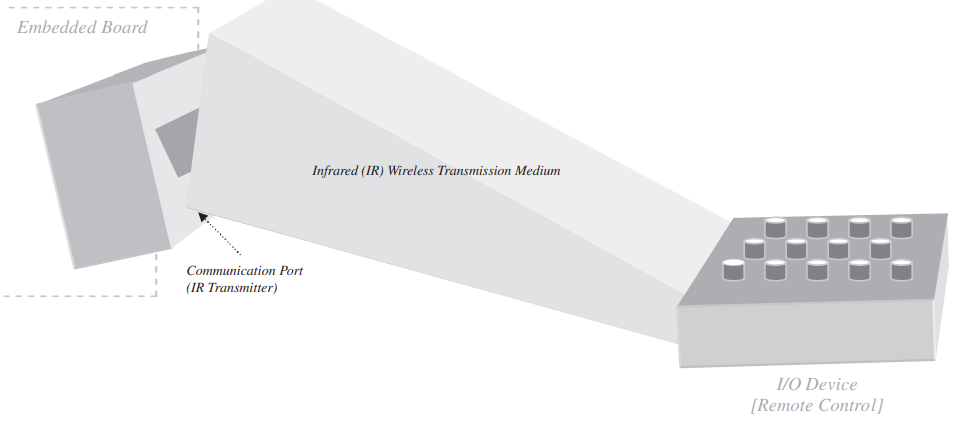 Embedded Board
Infrared (IR) Wireless Transmission Medium
Communication Port
(IR Transmitter)
I/O Device
[Remote Control]